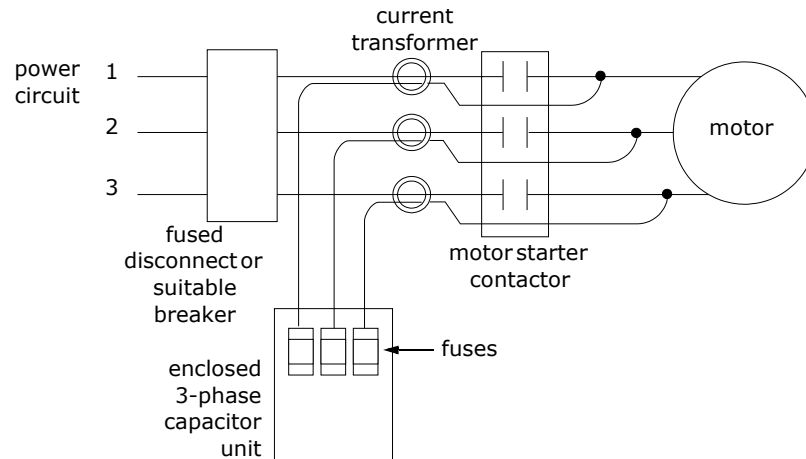 current
transformer
power
circuit
1
2
3
motor
fused
disconnect or
suitable
breaker
motor starter
contactor
fuses
enclosed
3-phase
capacitor
unit